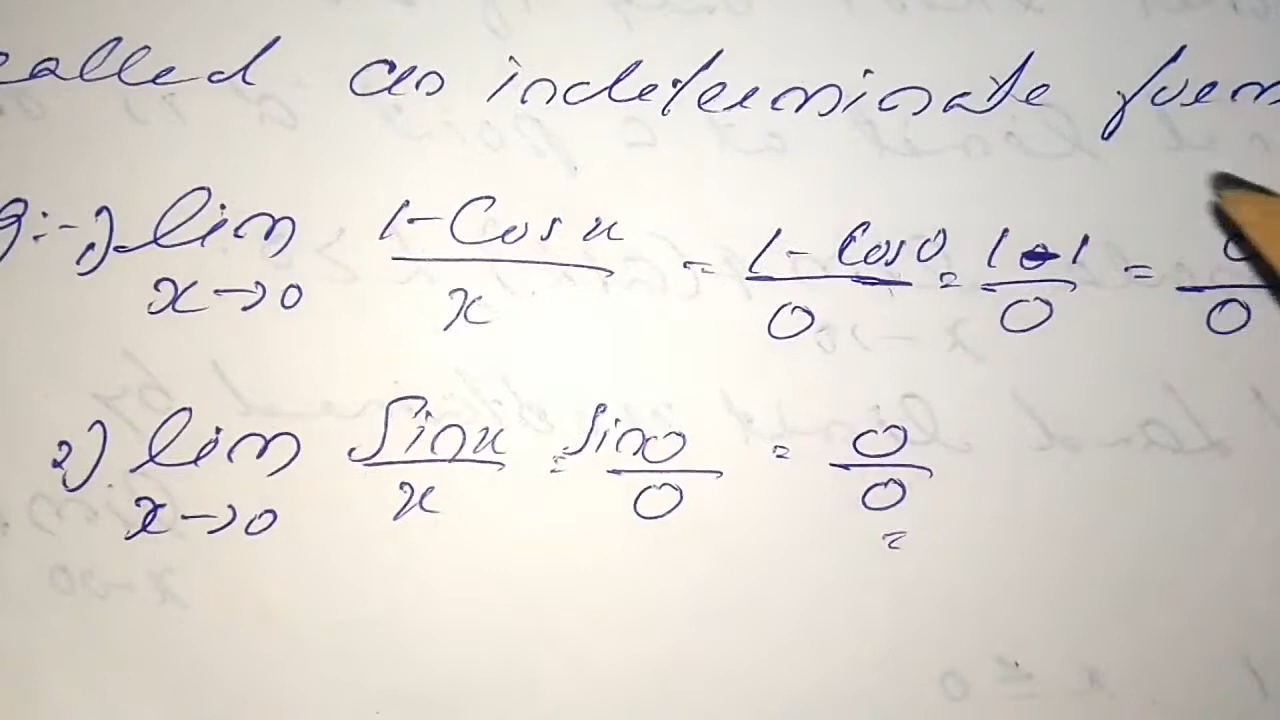 called as indeterminate form
g:-1) lim x→0 1-Cos x / x = 1-Cos0 / 0 = 1-1 / 0 = 0 / 0
2) lim x→0 Sin x / x = Sin0 / 0 = 0 / 0